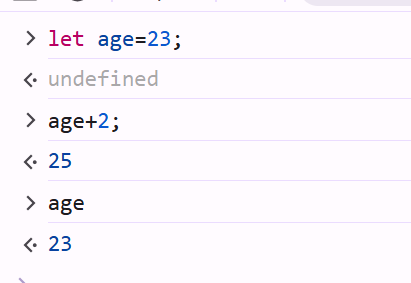 let age=23;
undefined
age+2;
25
age
23